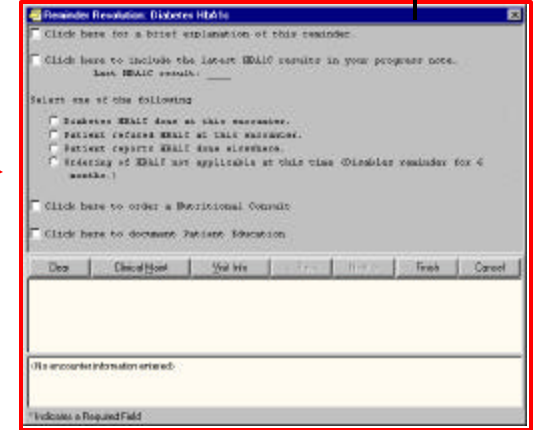 Reminder Resolution: Diabetes HbA1c
Click here for a brief explanation of this reminder.
Click here to include the latest HBA1C results in your progress note.
Last HBA1C result: ____
Select one of the following
Diabetes HBA1C done at this encounter.
Patient refused HBA1C at this encounter.
Patient reports HBA1C done elsewhere.
Ordering of HBA1C not applicable at this time (Disables reminder for 6
months.)
Click here to order a Nutritional Consult
Click here to document Patient Education
Clear Clinical Maint Visit Info Finish Cancel
(No encounter information entered)
* Indicates a Required Field